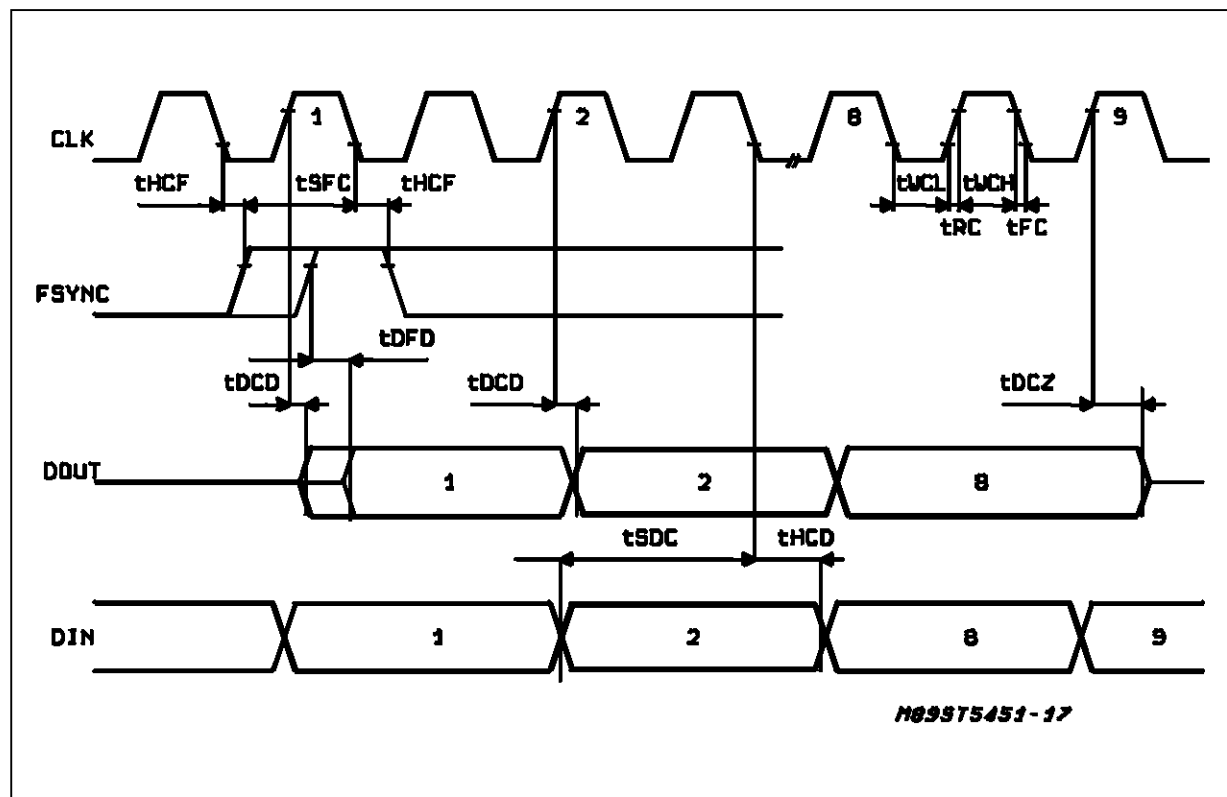 CLK 1 2 8 9
tHCF tSFC tHCF tWCL tWCH
tRC tFC
FSYNC
tDFD
tDCD tDCD tDCZ
DOUT 1 2 8
tSDC tHCD
DIN 1 2 8 9
M89ST5451-17